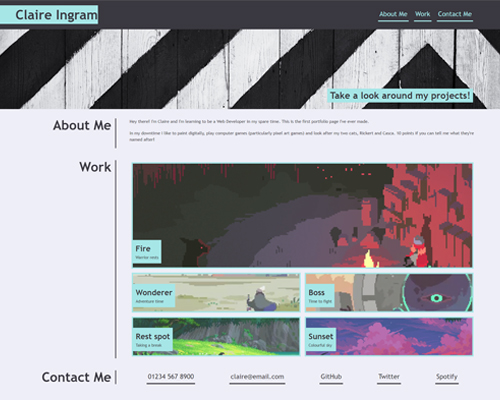 Claire Ingram
About Me Work Contact Me
Take a look around my projects!
About Me
Hey there! I'm Claire and I'm learning to be a Web Developer in my spare time. This is the first portfolio page I've ever made.
In my downtime I like to paint digitally, play computer games (particularly pixel art games) and look after my two cats, Rickert and Casca. 10 points if you can tell me what they're
named after!
Work
Fire
Warrior rests
Wonderer
Adventure time
Boss
Time to fight
Rest spot
Taking a break
Sunset
Colourful sky
Contact Me
01234 567 8900 claire@email.com GitHub Twitter Spotify